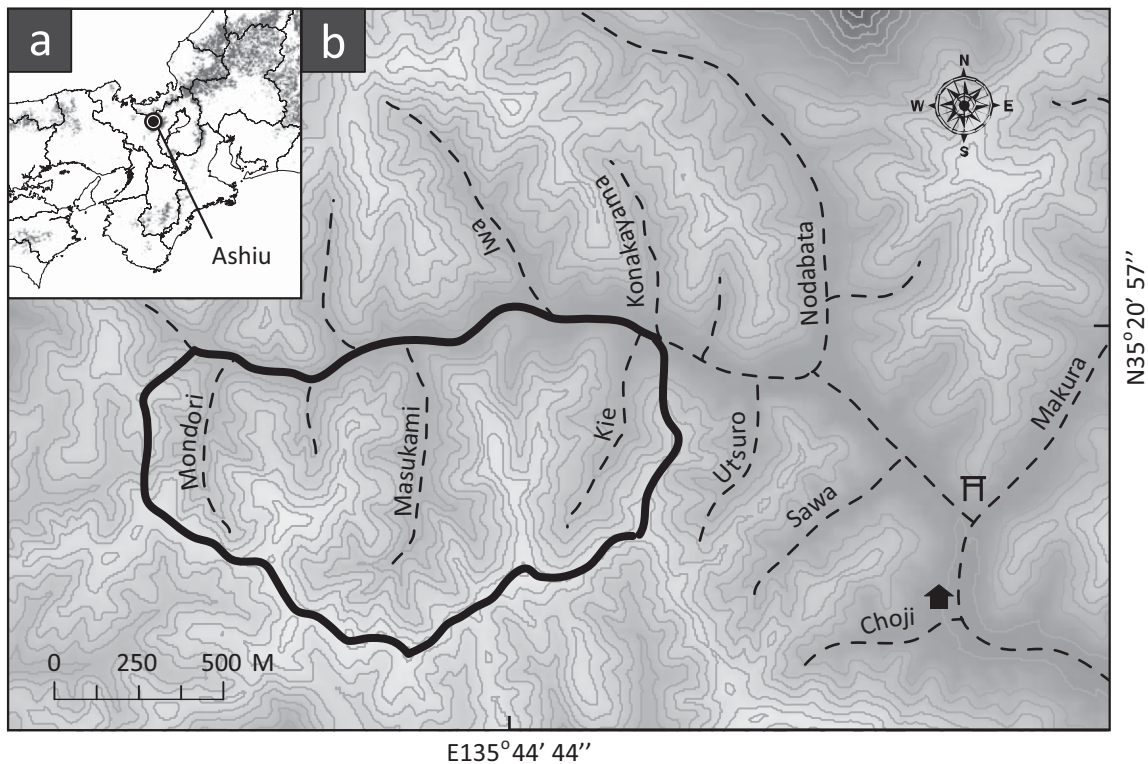 a
b
Ashiu
N
W
E
S
Iwa
Konakayama
Nodabata
Makura
Mondori
Masukami
Kie
Utsuro
Sawa
Choji
0 250 500 M
N35° 20′ 57″
E135° 44′ 44″